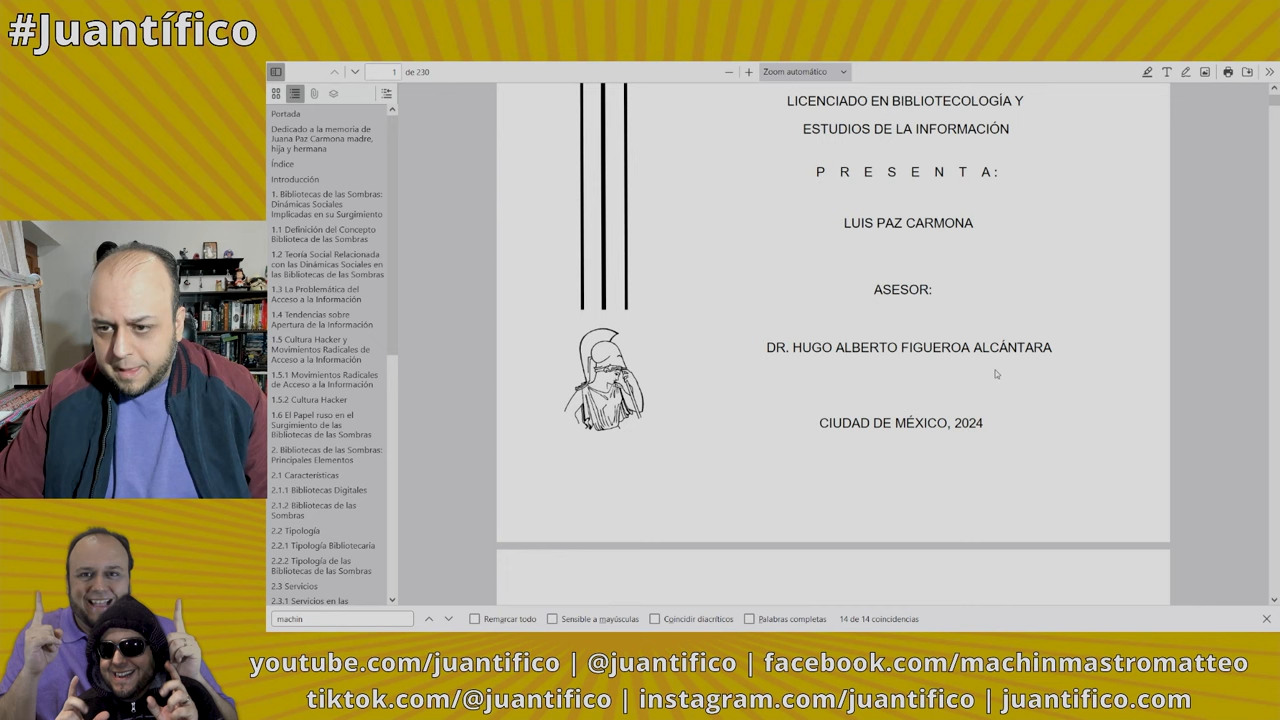 #Juantífico
1 de 230
Zoom automático
Portada
Dedicado a la memoria de
Juana Paz Carmona madre,
hija y hermana
Índice
Introducción
1. Bibliotecas de las Sombras:
Dinámicas Sociales
Implicadas en su Surgimiento
1.1 Definición del Concepto
Biblioteca de las Sombras
1.2 Teoría Social Relacionada
con las Dinámicas Sociales en
las Bibliotecas de las Sombras
1.3 La Problemática del
Acceso a la Información
1.4 Tendencias sobre
Apertura de la Información
1.5 Cultura Hacker y
Movimientos Radicales de
Acceso a la Información
1.5.1 Movimientos Radicales
de Acceso a la Información
1.5.2 Cultura Hacker
1.6 El Papel ruso en el
Surgimiento de las
Bibliotecas de las Sombras
2. Bibliotecas de las Sombras:
Principales Elementos
2.1 Características
2.1.1 Bibliotecas Digitales
2.1.2 Bibliotecas de las
Sombras
2.2 Tipología
2.2.1 Tipología Bibliotecaria
2.2.2 Tipología de las
Bibliotecas de las Sombras
2.3 Servicios
2.3.1 Servicios en las
LICENCIADO EN BIBLIOTECOLOGÍA Y
ESTUDIOS DE LA INFORMACIÓN
P R E S E N T A:
LUIS PAZ CARMONA
ASESOR:
DR. HUGO ALBERTO FIGUEROA ALCÁNTARA
CIUDAD DE MÉXICO, 2024
machin
Remarcar todo
Sensible a mayúsculas
Coincidir diacríticos
Palabras completas
14 de 14 coincidencias
youtube.com/juantifico | @juantifico | facebook.com/machinmastromatteo
tiktok.com/@juantifico | instagram.com/juantifico | juantifico.com